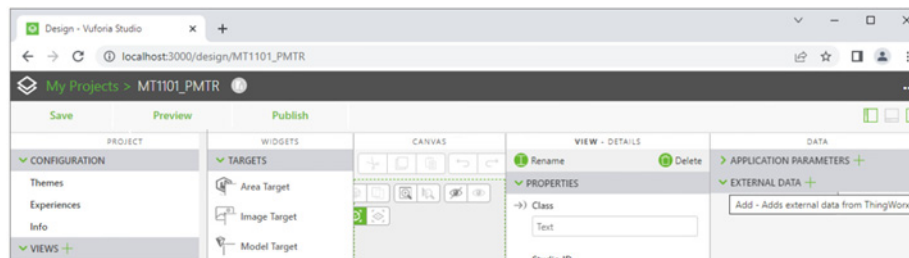 Design - Vuforia Studio
localhost:3000/design/MT1101_PMTR
My Projects > MT1101_PMTR
Save Preview Publish
PROJECT WIDGETS CANVAS VIEW - DETAILS DATA
CONFIGURATION TARGETS Rename Delete APPLICATION PARAMETERS
PROPERTIES EXTERNAL DATA
Themes Area Target
Class Add - Adds external data from ThingWorx
Experiences Image Target Text
Info
VIEWS Model Target